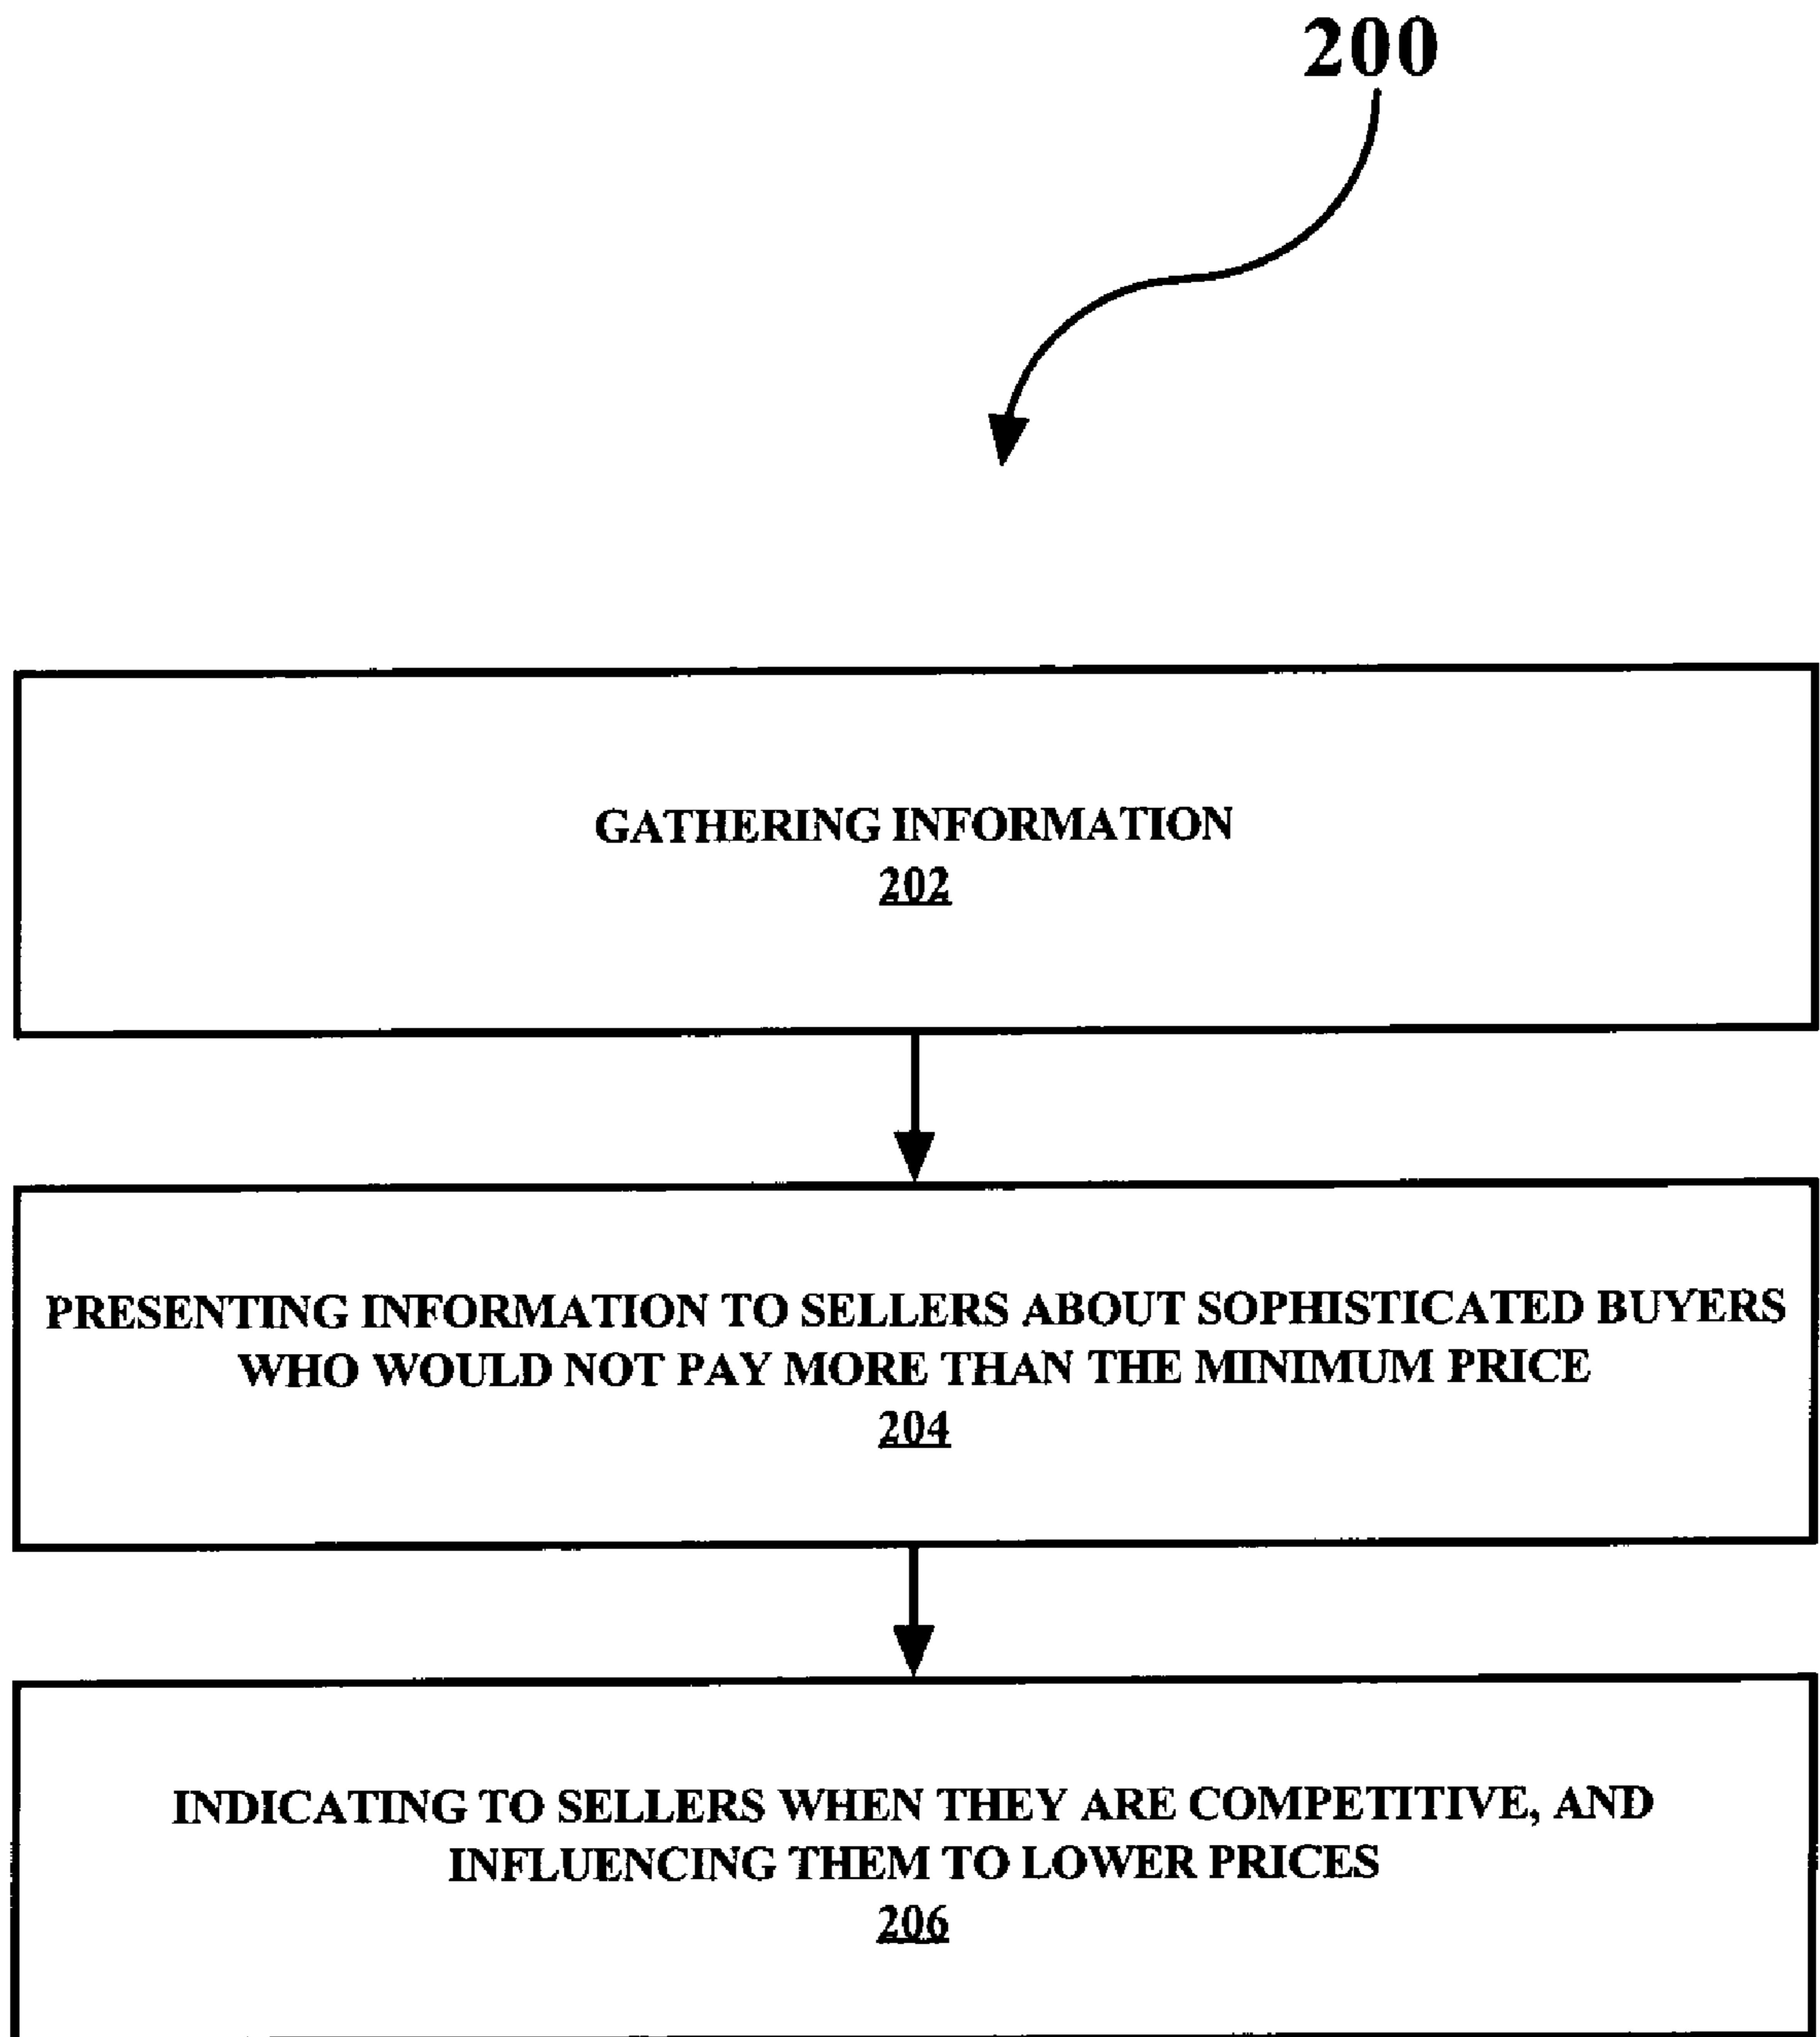 200
GATHERING INFORMATION
202
PRESENTING INFORMATION TO SELLERS ABOUT SOPHISTICATED BUYERS
WHO WOULD NOT PAY MORE THAN THE MINIMUM PRICE
204
INDICATING TO SELLERS WHEN THEY ARE COMPETITIVE, AND
INFLUENCING THEM TO LOWER PRICES
206